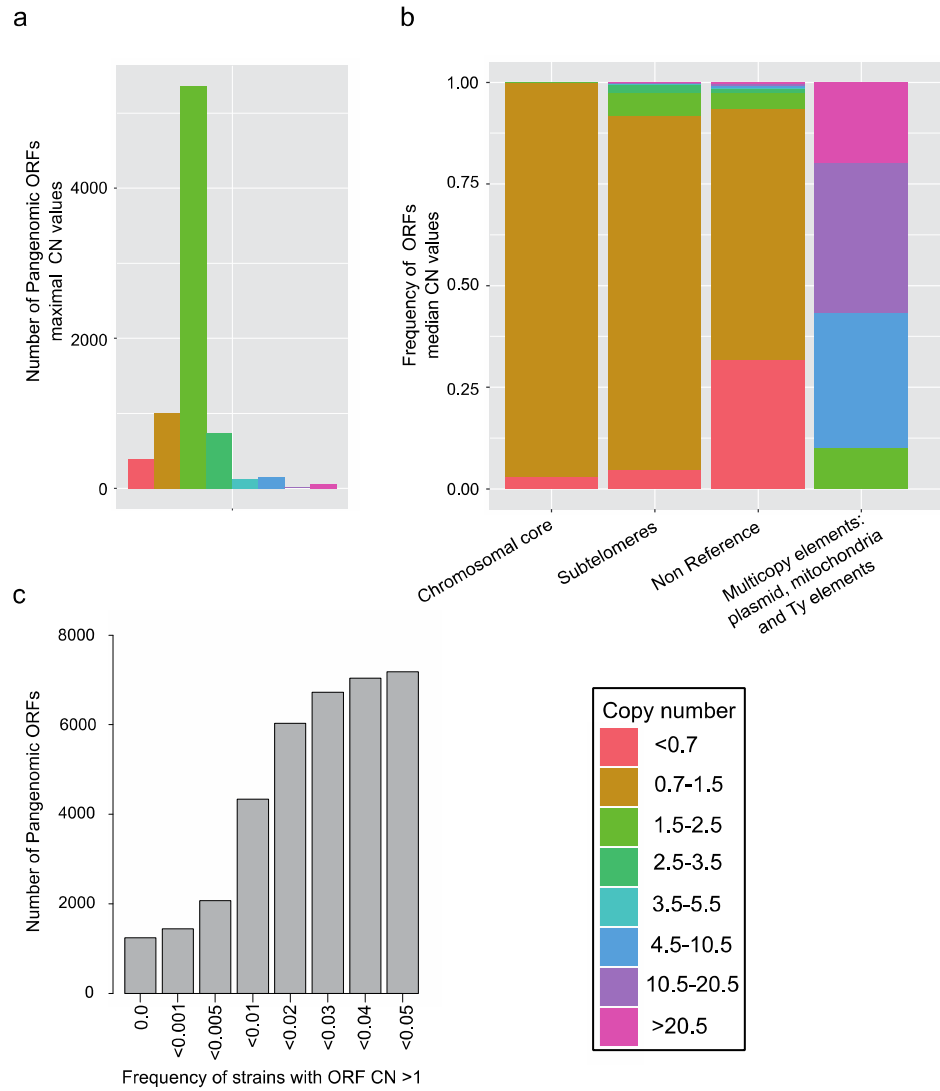 a
Number of Pangenomic ORFs
maximal CN values
4000
2000
0
b
Frequency of ORFs
median CN values
1.00
0.75
0.50
0.25
0.00
Chromosomal core
Subtelomeres
Non Reference
Multicopy elements:
plasmid, mitochondria
and Ty elements
c
Number of Pangenomic ORFs
8000
6000
4000
2000
0
0.0
<0.001
<0.005
<0.01
<0.02
<0.03
<0.04
<0.05
Frequency of strains with ORF CN >1
Copy number
<0.7
0.7-1.5
1.5-2.5
2.5-3.5
3.5-5.5
4.5-10.5
10.5-20.5
>20.5